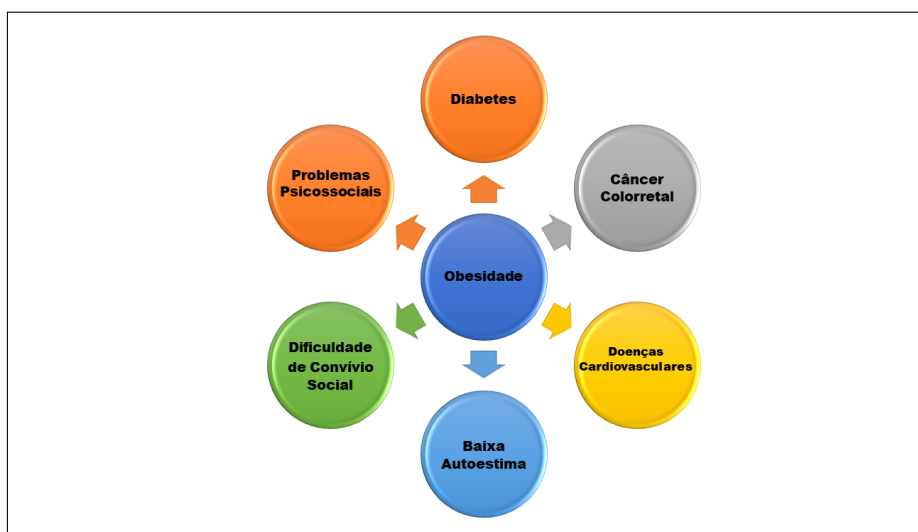 Diabetes
Problemas
Psicossociais
Câncer
Colorretal
Obesidade
Dificuldade
de Convívio
Social
Doenças
Cardiovasculares
Baixa
Autoestima